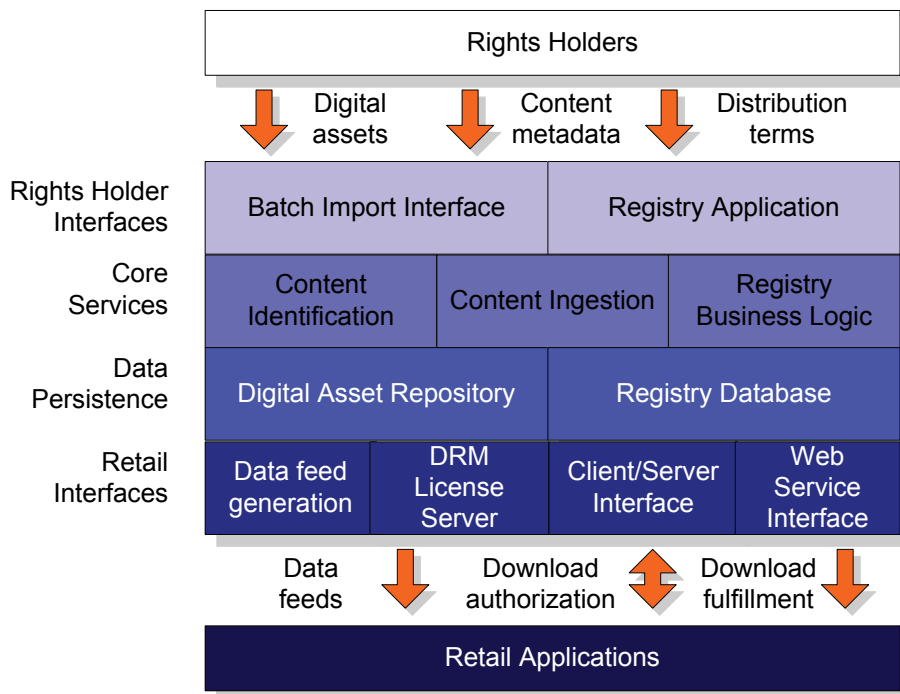 Rights Holders
Digital
assets
Content
metadata
Distribution
terms
Rights Holder
Interfaces
Batch Import Interface
Registry Application
Core
Services
Content
Identification
Content Ingestion
Registry
Business Logic
Data
Persistence
Digital Asset Repository
Registry Database
Retail
Interfaces
Data feed
generation
DRM
License
Server
Client/Server
Interface
Web
Service
Interface
Data
feeds
Download
authorization
Download
fulfillment
Retail Applications